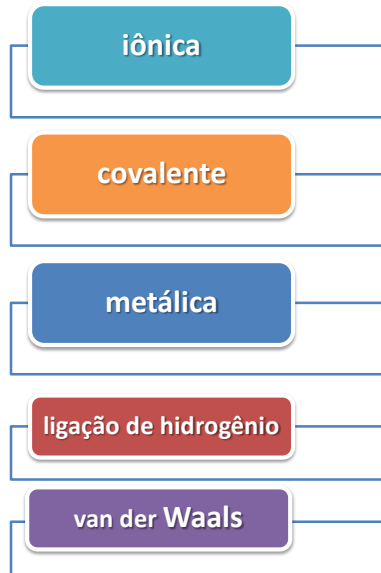 iônica
covalente
metálica
ligação de hidrogênio
van der Waals